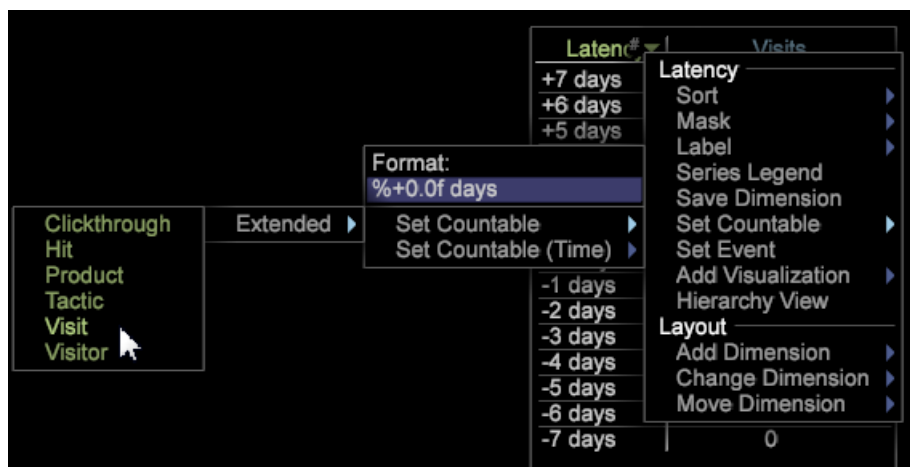 Latenc # Visits
+7 days
+6 days
+5 days
Latency
Sort
Mask
Label
Series Legend
Save Dimension
Set Countable
Set Event
Add Visualization
Hierarchy View
Layout
Add Dimension
Change Dimension
Move Dimension
Format:
%+0.0f days
Set Countable
Set Countable (Time)
Extended
Clickthrough
Hit
Product
Tactic
Visit
Visitor
-1 days
-2 days
-3 days
-4 days
-5 days
-6 days
-7 days 0